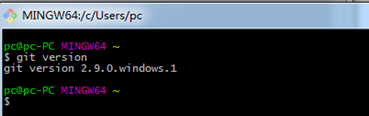 MINGW64:/c/Users/pc
pc@pc-PC MINGW64 ~
$ git version
git version 2.9.0.windows.1
pc@pc-PC MINGW64 ~
$